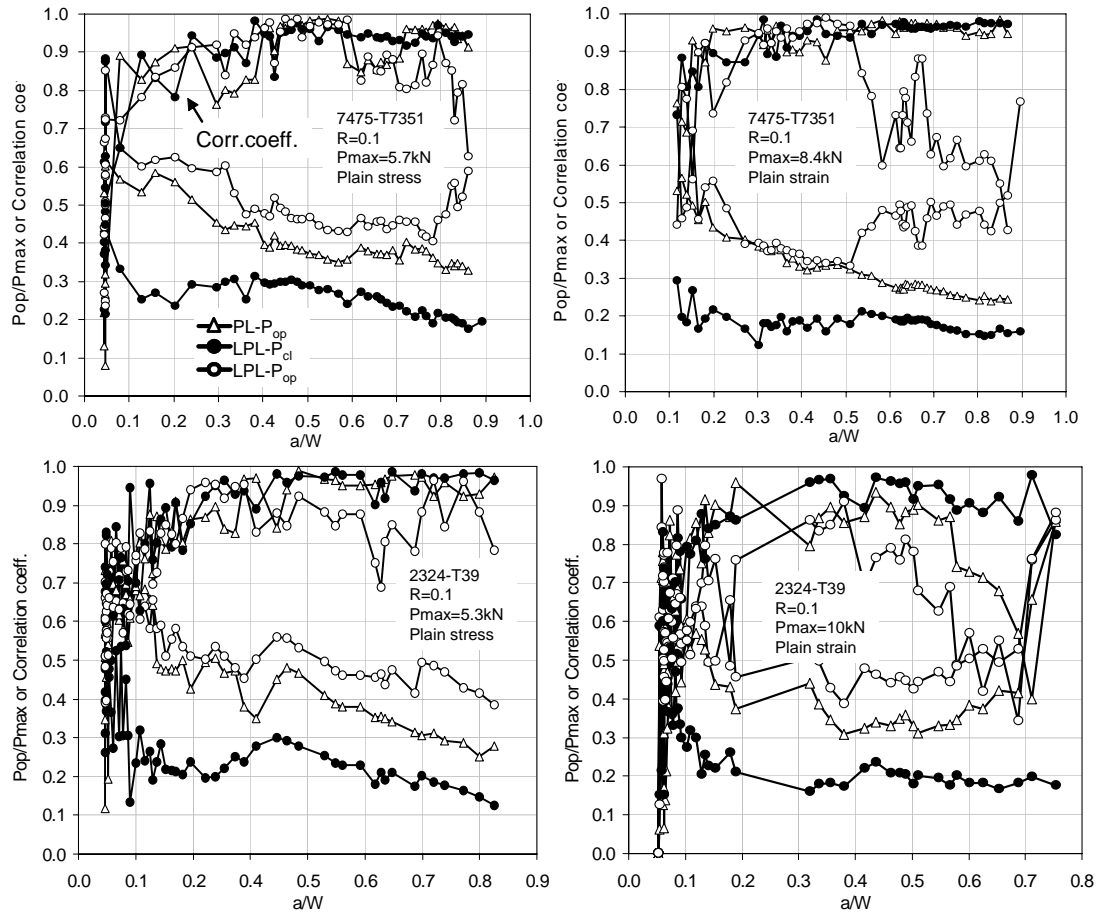 Pop/Pmax or Correlation coe
1.0
0.9
0.8
0.7
0.6
0.5
0.4
0.3
0.2
0.1
0.0
0.0 0.1 0.2 0.3 0.4 0.5 0.6 0.7 0.8 0.9 1.0
a/W
Corr.coeff.
7475-T7351
R=0.1
Pmax=5.7kN
Plain stress
PL-Pop
LPL-Pcl
LPL-Pop
Pop/Pmax or Correlation coe
1.0
0.9
0.8
0.7
0.6
0.5
0.4
0.3
0.2
0.1
0.0
0.0 0.1 0.2 0.3 0.4 0.5 0.6 0.7 0.8 0.9 1.0
a/W
7475-T7351
R=0.1
Pmax=8.4kN
Plain strain
Pop/Pmax or Correlation coeff.
1.0
0.9
0.8
0.7
0.6
0.5
0.4
0.3
0.2
0.1
0.0
0.0 0.1 0.2 0.3 0.4 0.5 0.6 0.7 0.8 0.9
a/W
2324-T39
R=0.1
Pmax=5.3kN
Plain stress
Pop/Pmax or Correlation coeff.
1.0
0.9
0.8
0.7
0.6
0.5
0.4
0.3
0.2
0.1
0.0
0.0 0.1 0.2 0.3 0.4 0.5 0.6 0.7 0.8
a/W
2324-T39
R=0.1
Pmax=10kN
Plain strain